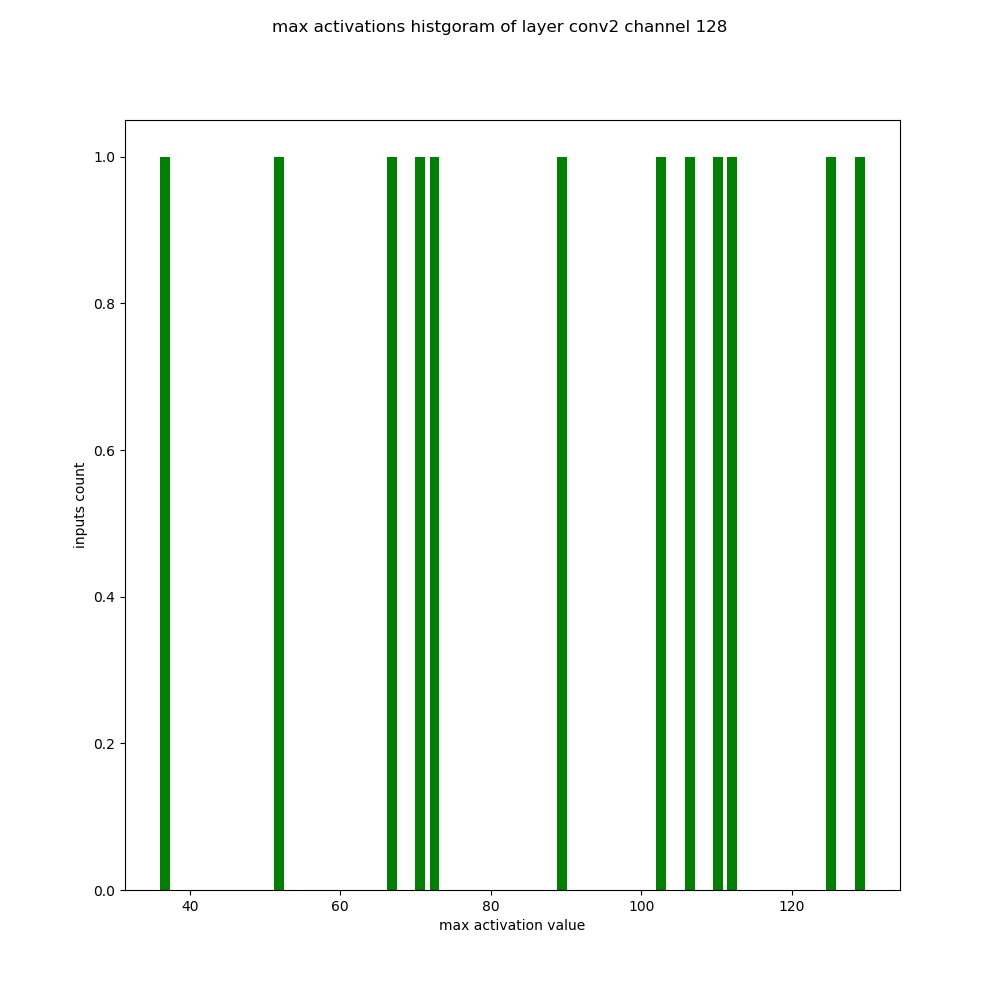 max activations histgoram of layer conv2 channel 128
1.0
0.8
0.6
0.4
0.2
0.0
inputs count
40 60 80 100 120
max activation value